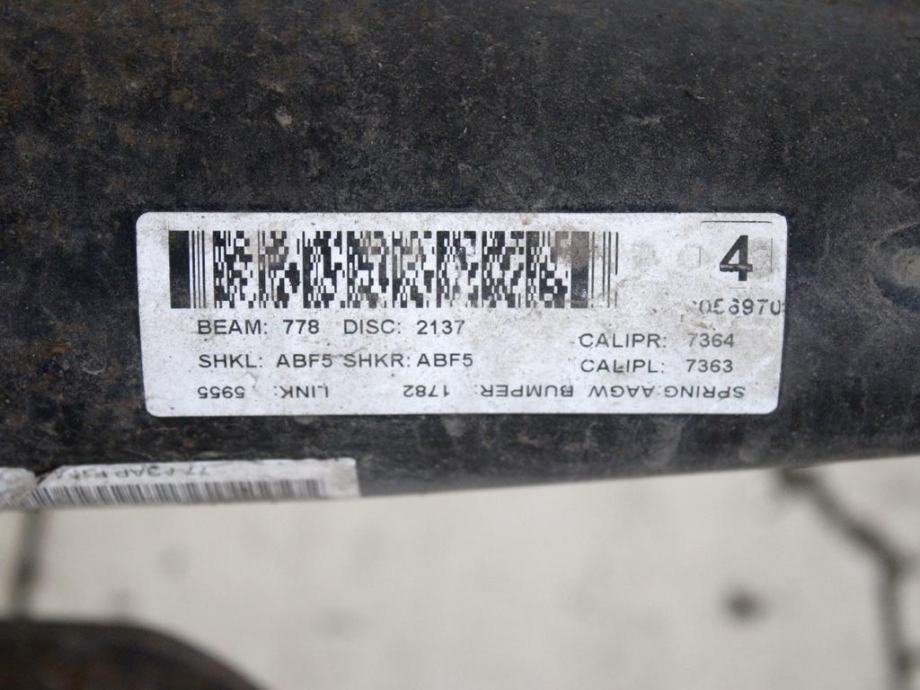 4
BEAM: 778 DISC: 2137
CALIPR: 7364
SHKL: ABF5 SHKR: ABF5
CALIPL: 7363
SPRING:AAGW BUMPER: 1782 LINK: 5955